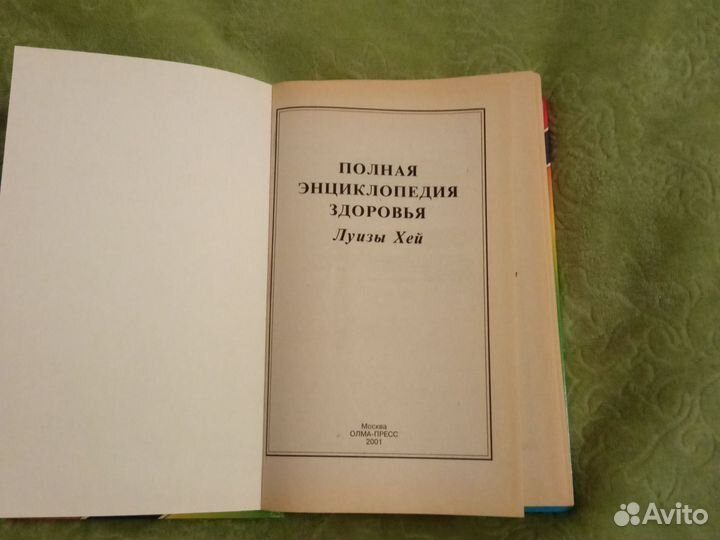 ПОЛНАЯ
ЭНЦИКЛОПЕДИЯ
ЗДОРОВЬЯ
Луизы Хей
Москва
ОЛМА-ПРЕСС
2001
Avito